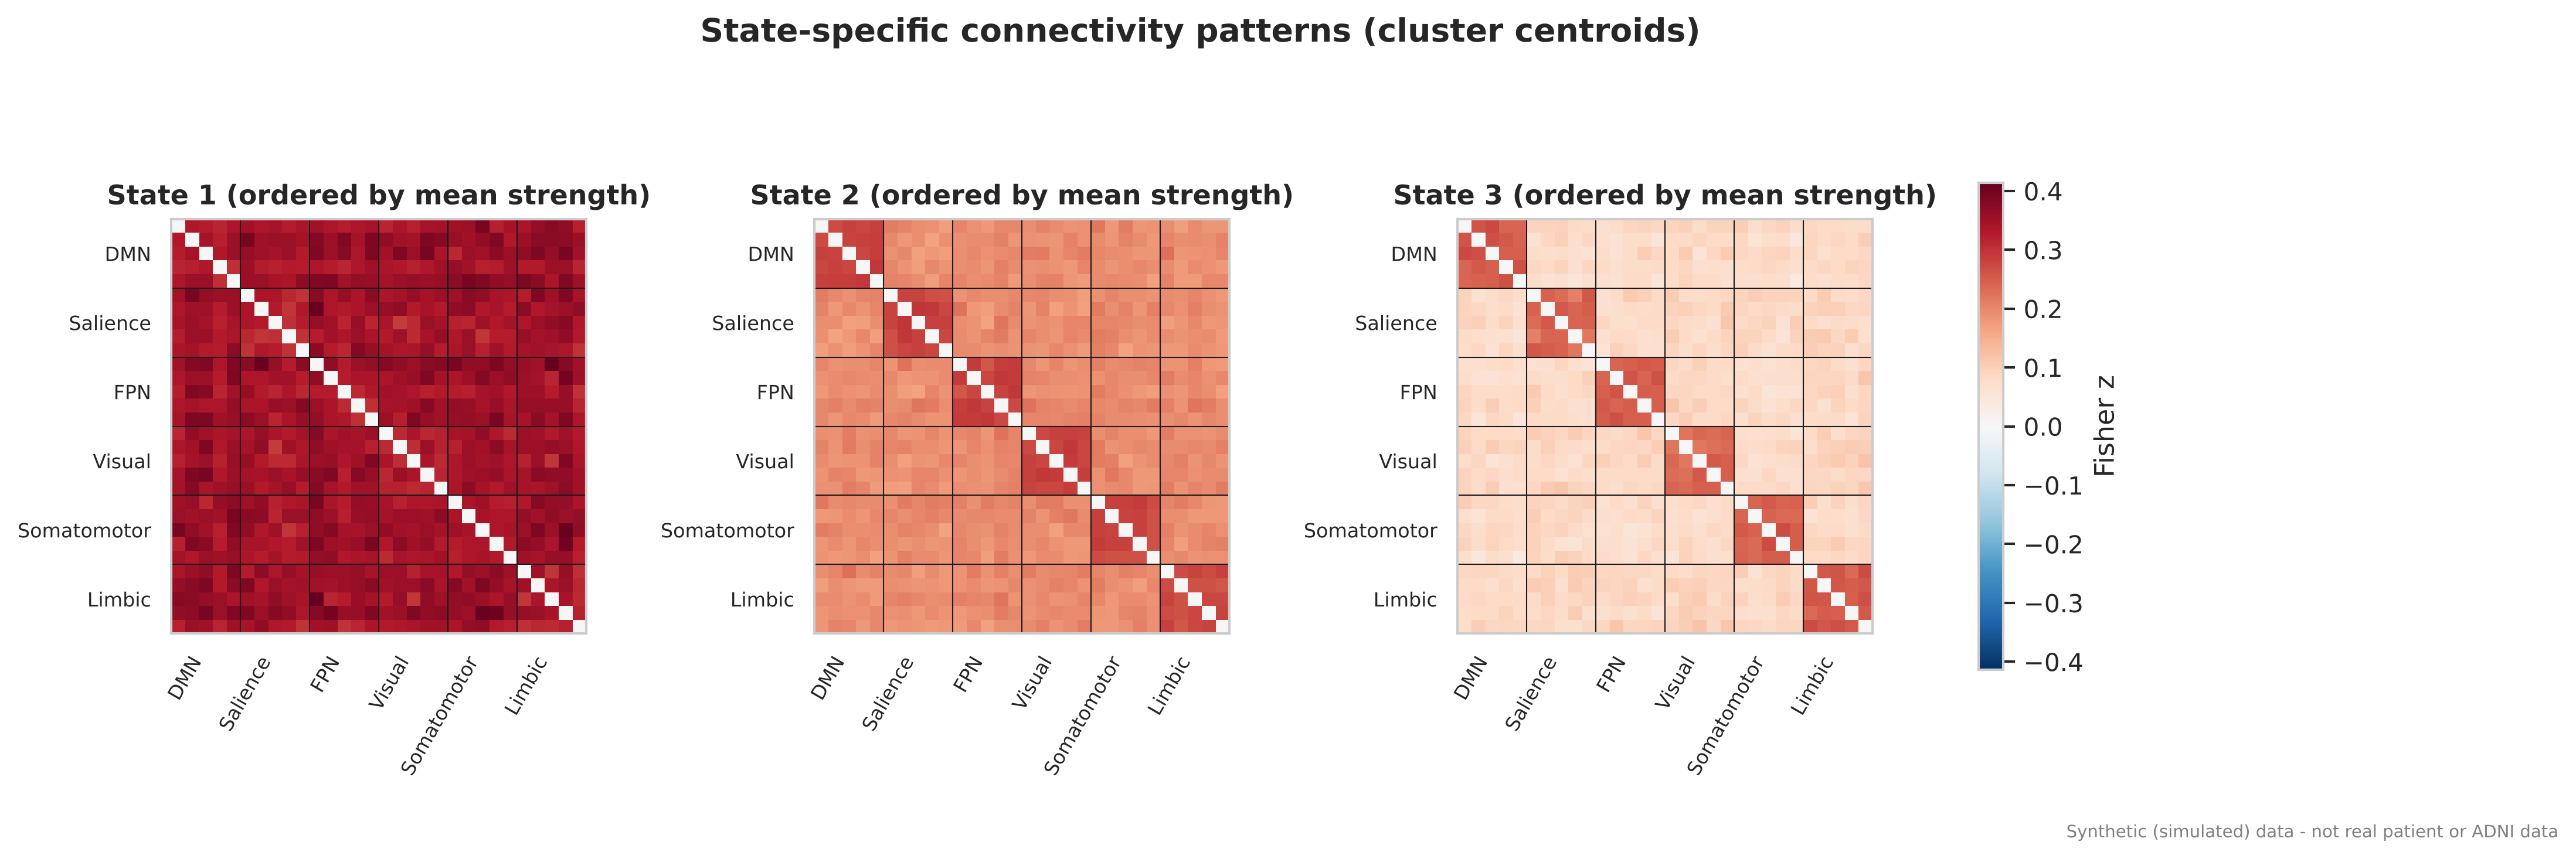 State-specific connectivity patterns (cluster centroids)
State 1 (ordered by mean strength)
DMN
Salience
FPN
Visual
Somatomotor
Limbic
DMN
Salience
FPN
Visual
Somatomotor
Limbic
State 2 (ordered by mean strength)
DMN
Salience
FPN
Visual
Somatomotor
Limbic
DMN
Salience
FPN
Visual
Somatomotor
Limbic
State 3 (ordered by mean strength)
DMN
Salience
FPN
Visual
Somatomotor
Limbic
DMN
Salience
FPN
Visual
Somatomotor
Limbic
0.4
0.3
0.2
0.1
0.0
−0.1
−0.2
−0.3
−0.4
Fisher z
Synthetic (simulated) data - not real patient or ADNI data